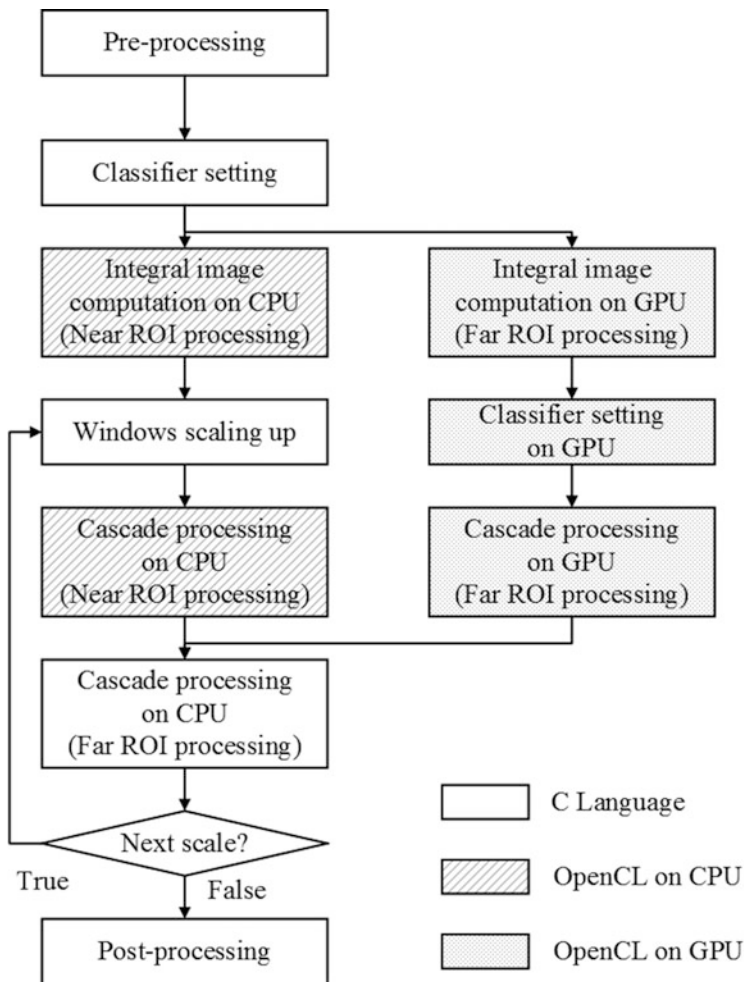 Pre-processing
Classifier setting
Integral image
computation on CPU
(Near ROI processing)
Integral image
computation on GPU
(Far ROI processing)
Windows scaling up
Classifier setting
on GPU
Cascade processing
on CPU
(Near ROI processing)
Cascade processing
on GPU
(Far ROI processing)
Cascade processing
on CPU
(Far ROI processing)
Next scale?
True
False
Post-processing
C Language
OpenCL on CPU
OpenCL on GPU